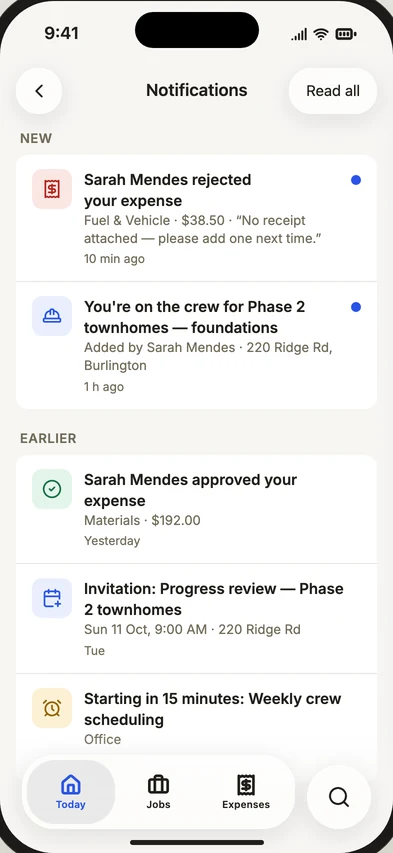 9:41
Notifications
Read all
NEW
Sarah Mendes rejected
your expense
Fuel & Vehicle · $38.50 · “No receipt
attached — please add one next time.”
10 min ago
You're on the crew for Phase 2
townhomes — foundations
Added by Sarah Mendes · 220 Ridge Rd,
Burlington
1 h ago
EARLIER
Sarah Mendes approved your
expense
Materials · $192.00
Yesterday
Invitation: Progress review — Phase
2 townhomes
Sun 11 Oct, 9:00 AM · 220 Ridge Rd
Tue
Starting in 15 minutes: Weekly crew
scheduling
Office
Today
Jobs
Expenses